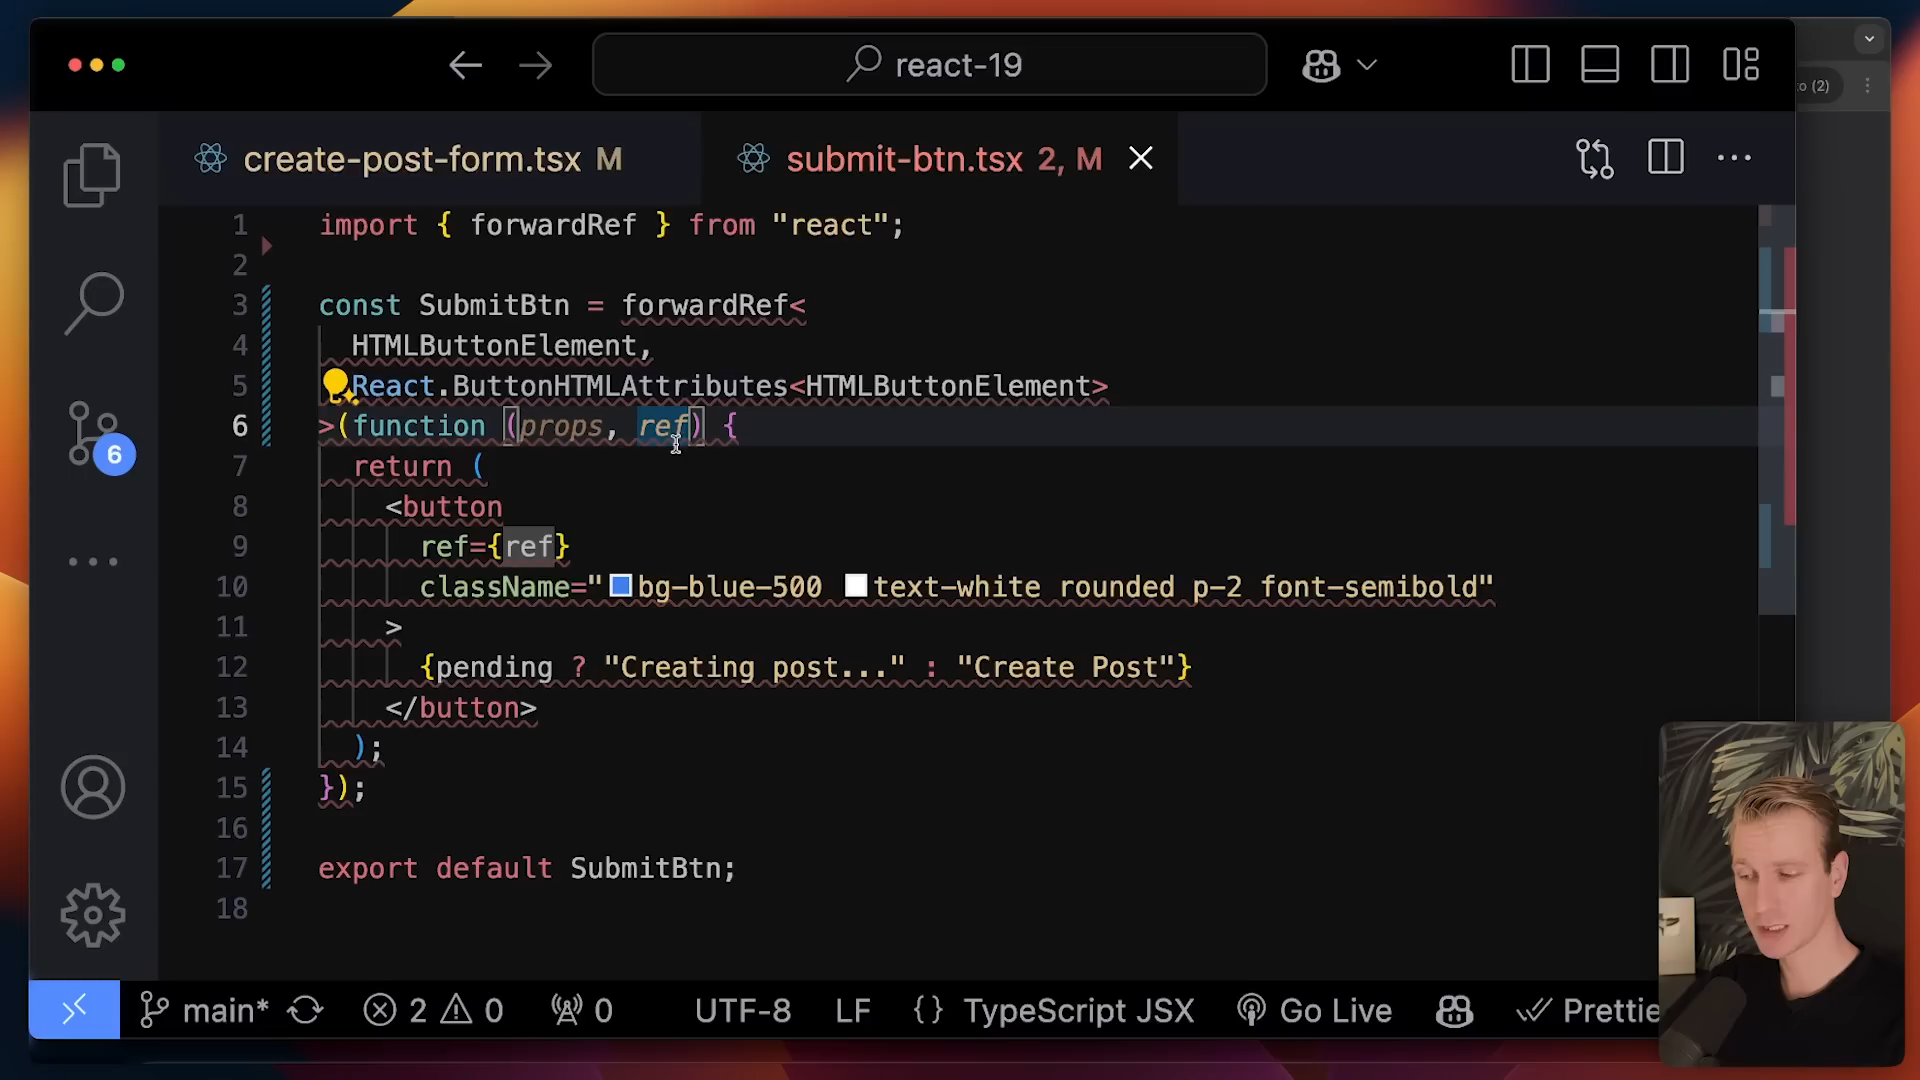 react-19
o (2)
create-post-form.tsx M
submit-btn.tsx 2, M
1 import { forwardRef } from "react";
2
3 const SubmitBtn = forwardRef<
4 HTMLButtonElement,
5 React.ButtonHTMLAttributes<HTMLButtonElement>
6 >(function (props, ref) {
7 return (
8 <button
9 ref={ref}
10 className="bg-blue-500 text-white rounded p-2 font-semibold"
11 >
12 {pending ? "Creating post..." : "Create Post"}
13 </button>
14 );
15 });
16
17 export default SubmitBtn;
18
6
main* 2 0 0 UTF-8 LF {} TypeScript JSX Go Live Prettie